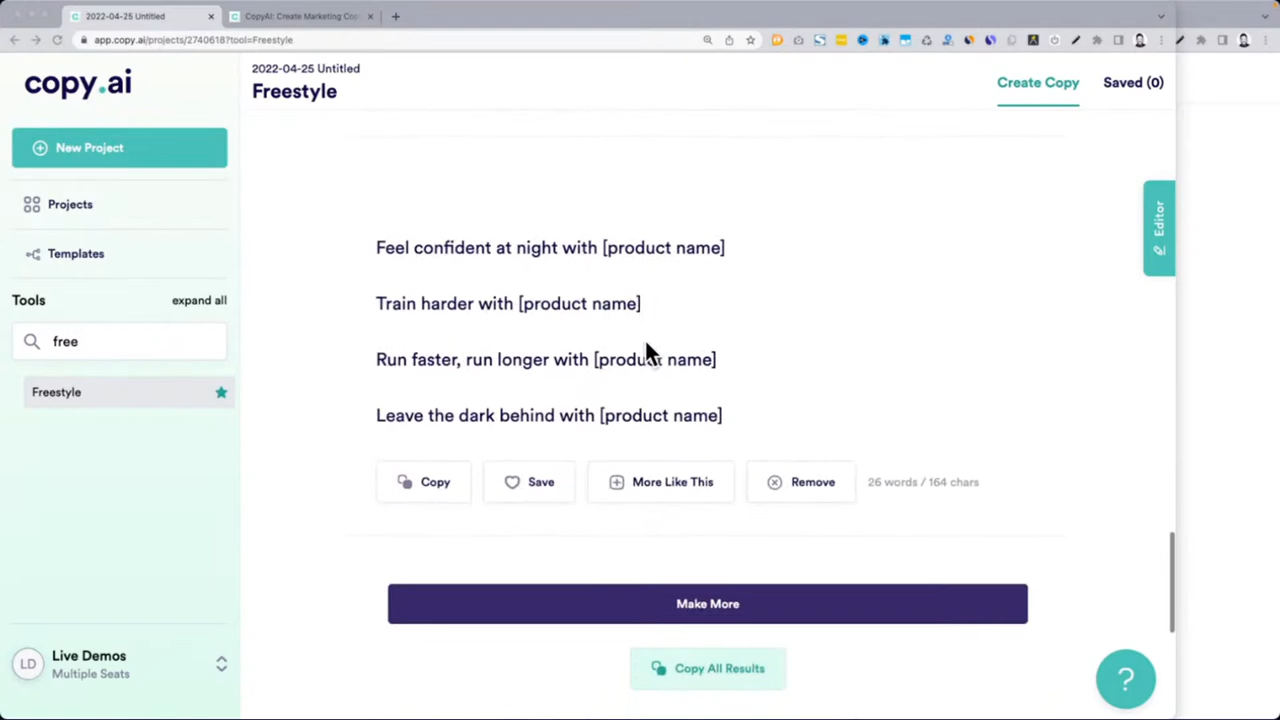 2022-04-25 Untitled
CopyAI: Create Marketing Cop
app.copy.ai/projects/2740618?tool=Freestyle
copy.ai
2022-04-25 Untitled
Freestyle
Create Copy
Saved (0)
New Project
Projects
Templates
Tools
expand all
free
Freestyle
Editor
Feel confident at night with [product name]
Train harder with [product name]
Run faster, run longer with [product name]
Leave the dark behind with [product name]
Copy
Save
More Like This
Remove
26 words / 164 chars
Make More
Copy All Results
LD
Live Demos
Multiple Seats
?